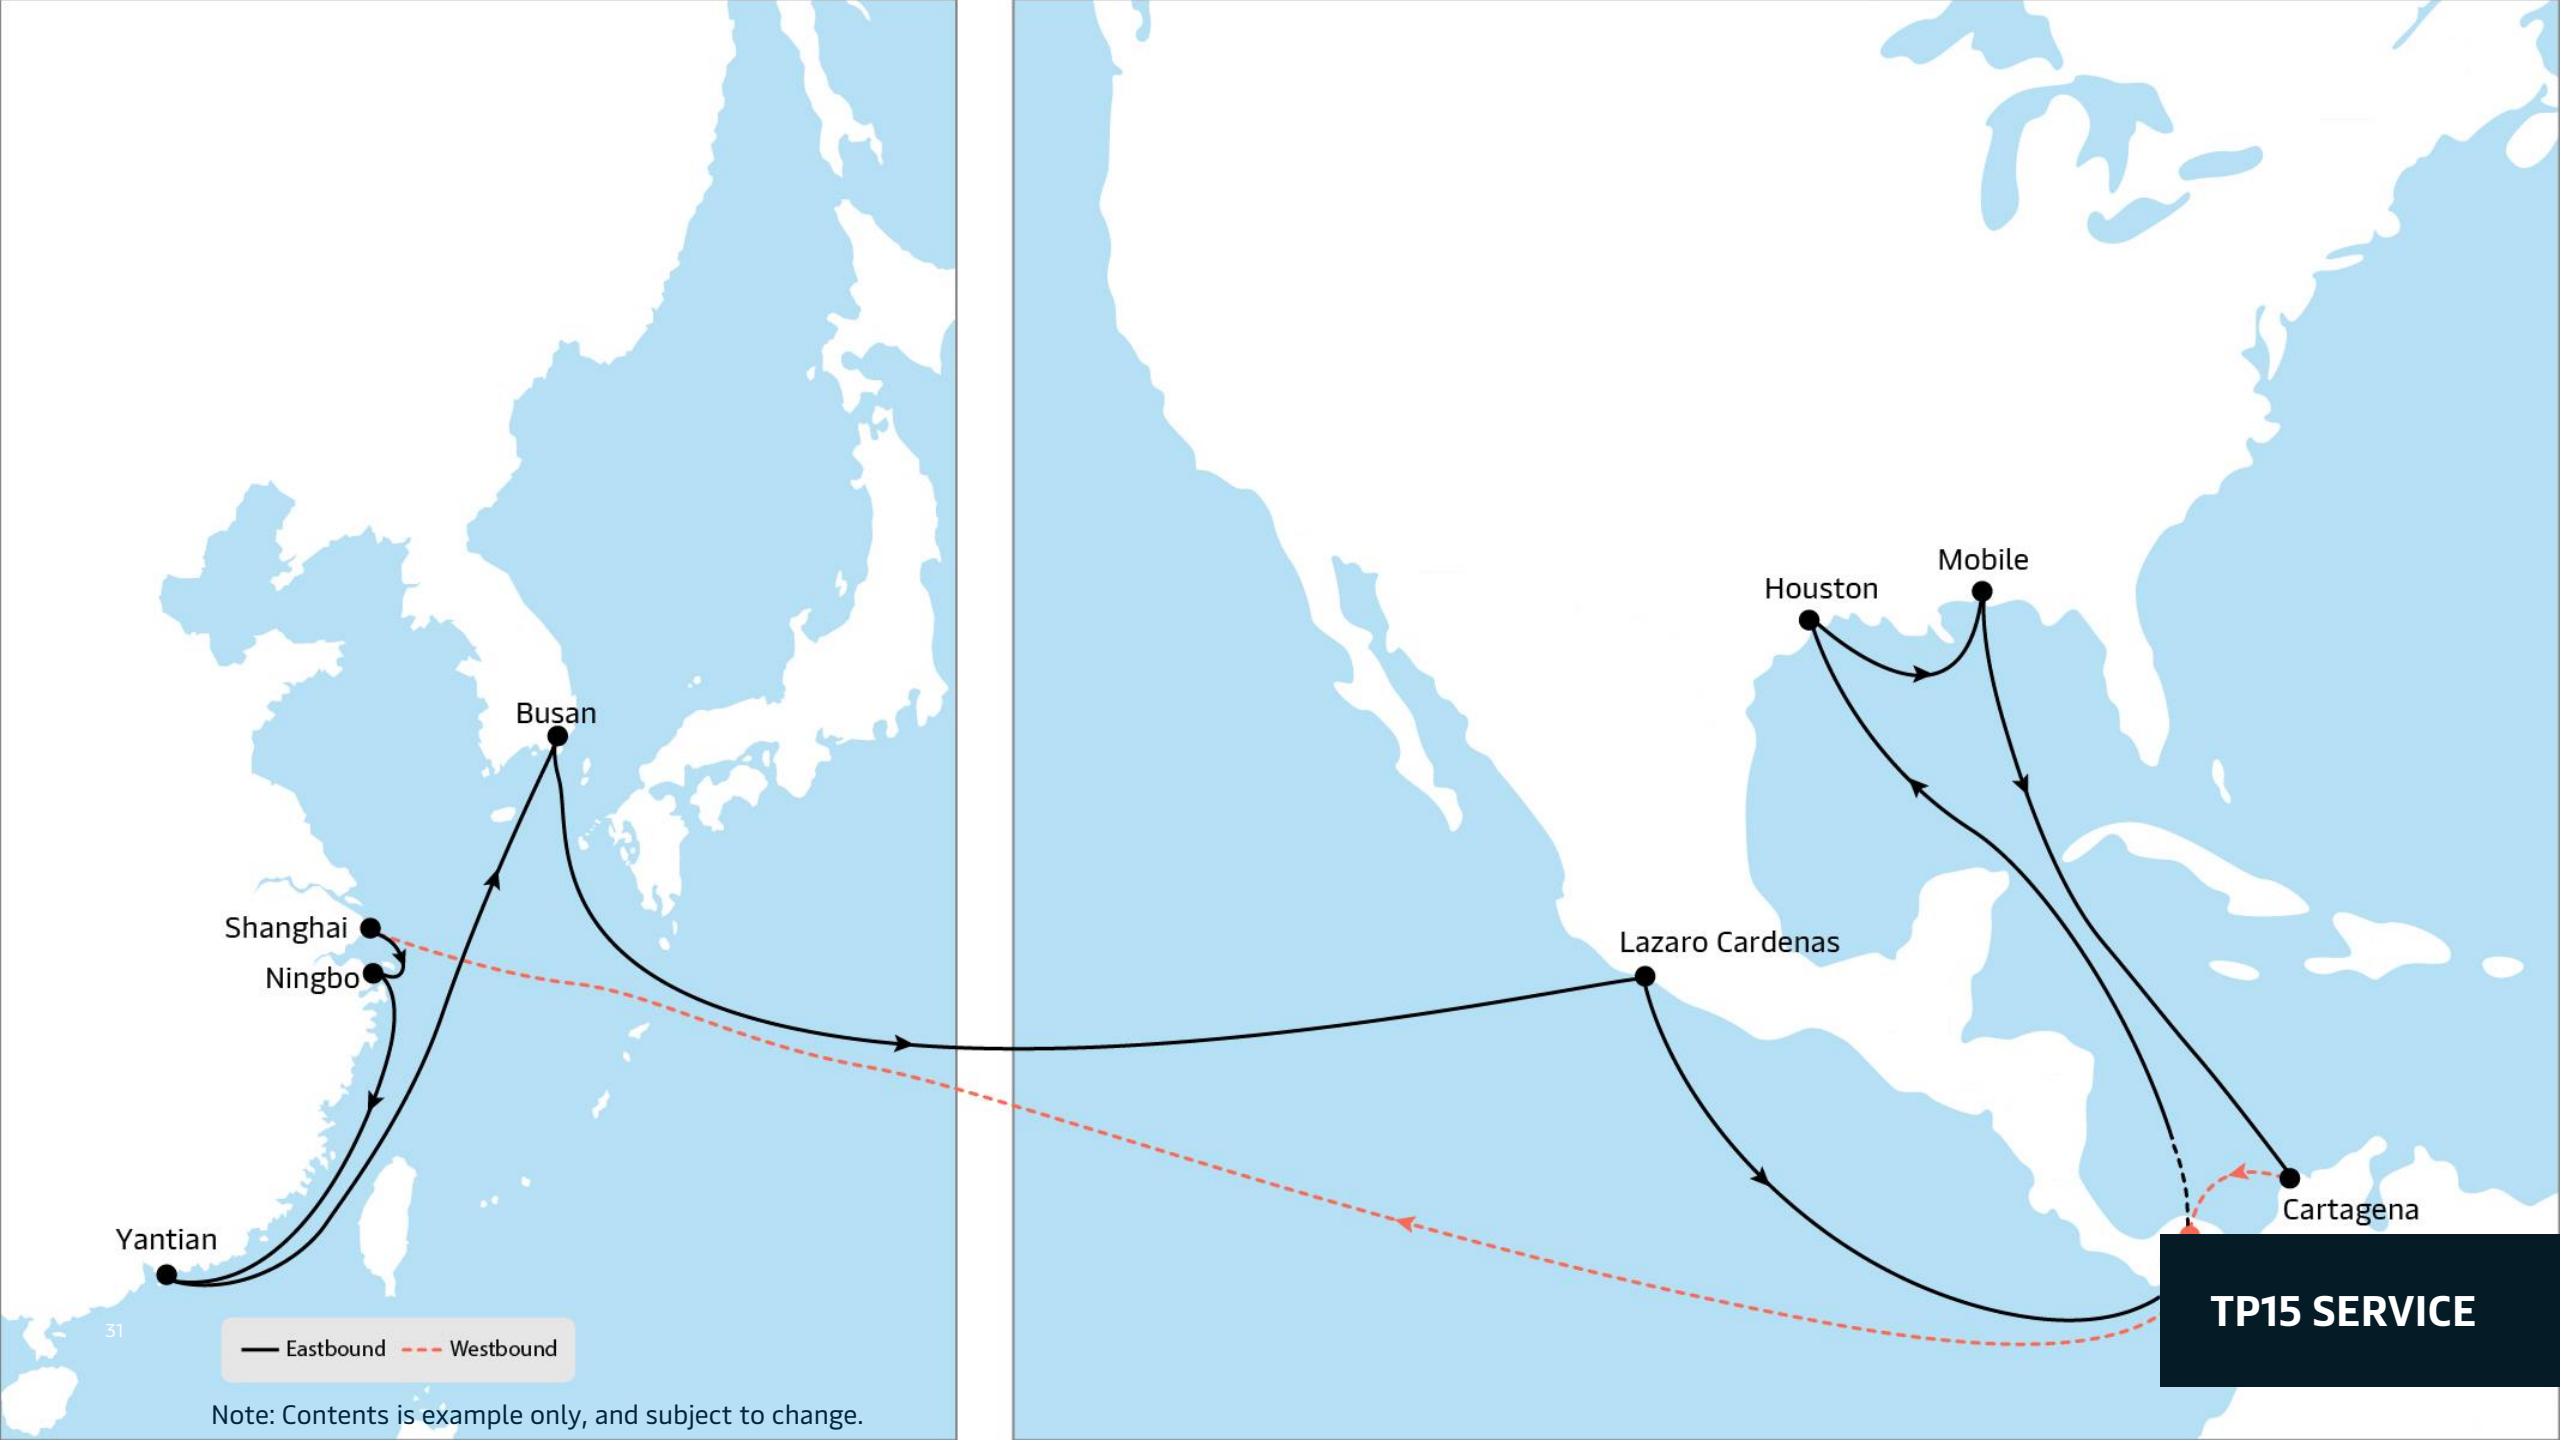 Mobile
Houston
Busan
Shanghai
Lazaro Cardenas
Ningbo
Cartagena
Yantian
TP15 SERVICE
31
Eastbound Westbound
Note: Contents is example only, and subject to change.